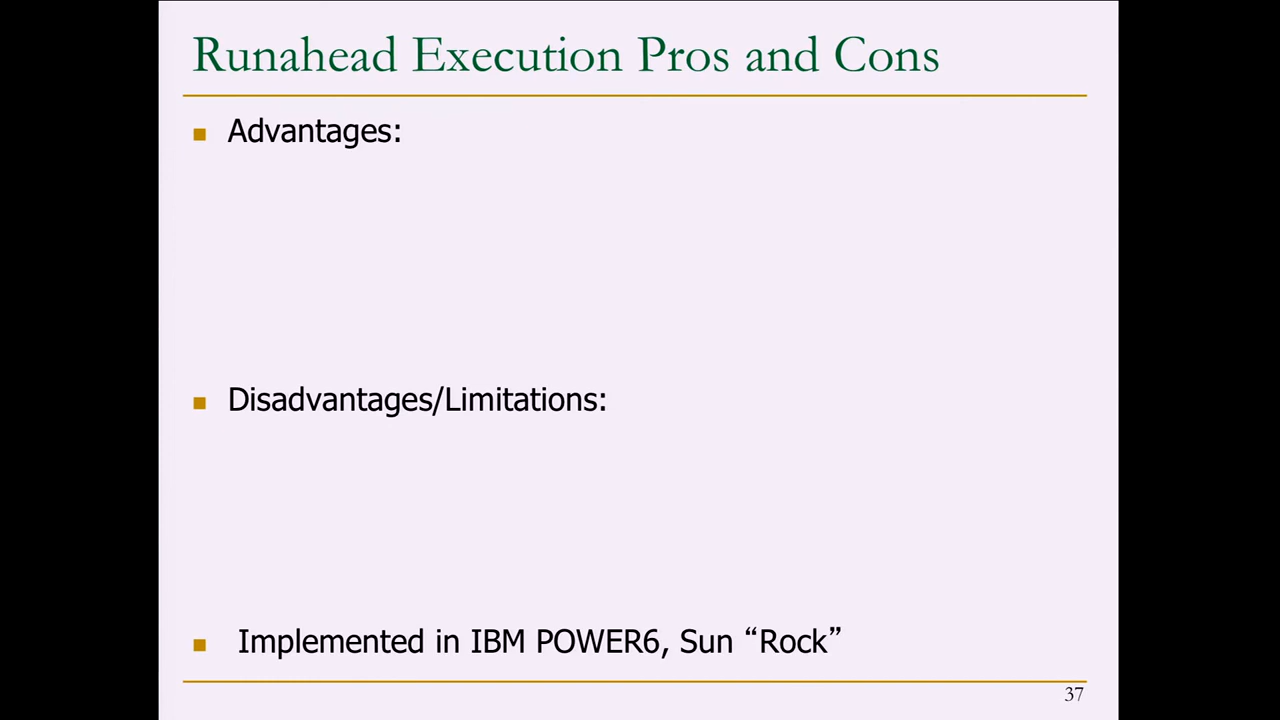 Runahead Execution Pros and Cons
Advantages:
Disadvantages/Limitations:
Implemented in IBM POWER6, Sun “Rock”
37